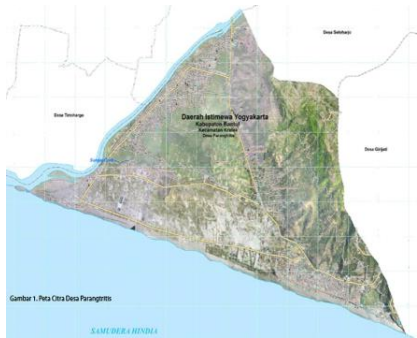 Desa Seloharjo
Desa Tirtohargo
Daerah Istimewa Yogyakarta
Kabupaten Bantul
Kecamatan Kretek
Desa Parangtritis
Desa Girijati
Gambar 1. Peta Citra Desa Parangtritis
SAMUDERA HINDIA